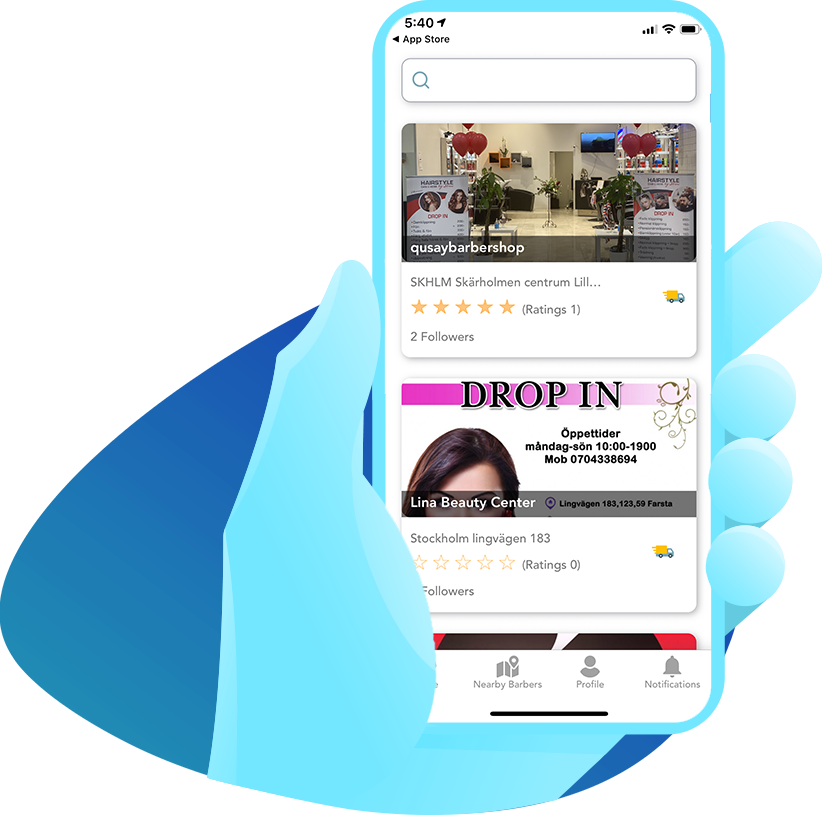 5:40
◀ App Store
HAIRSTYLE
DROP IN
HAIRSTYLE
DROP IN
qusaybarbershop
SKHLM Skärholmen centrum Lill...
(Ratings 1)
2 Followers
DROP IN
Öppettider
måndag-sön 10:00-1900
Mob 0704338694
Lina Beauty Center
Lingvägen 183,123,59 Farsta
Stockholm lingvägen 183
(Ratings 0)
Followers
Nearby Barbers
Profile
Notifications